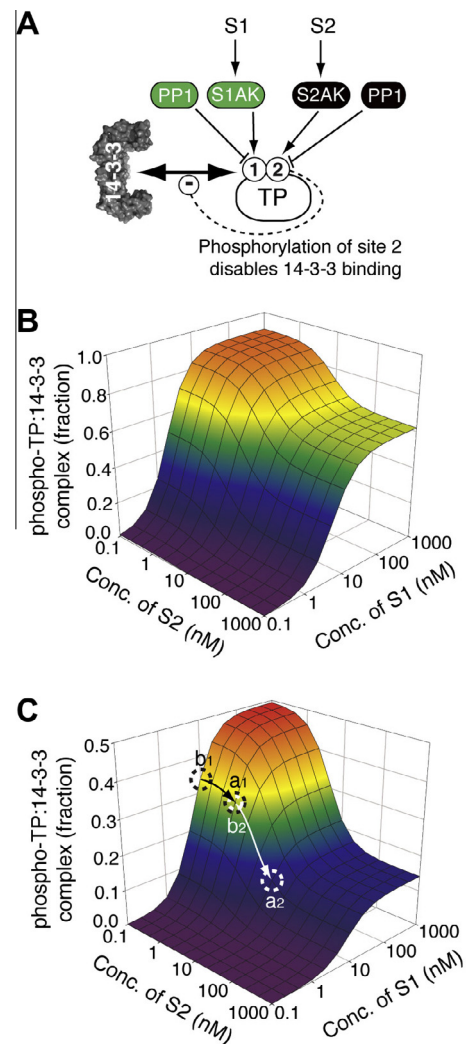 A
S1 S2
PP1 S1AK S2AK PP1
14-3-3
1 2
-
TP
Phosphorylation of site 2
disables 14-3-3 binding
B
phospho-TP:14-3-3
complex (fraction)
1.0
0.8
0.6
0.4
0.2
0.0
0.1
1
10
100
1000
Conc. of S2 (nM)
0.1
1
10
100
1000
Conc. of S1 (nM)
C
phospho-TP:14-3-3
complex (fraction)
0.5
0.4
0.3
0.2
0.1
0.0
b1
a1
b2
a2
0.1
1
10
100
1000
Conc. of S2 (nM)
0.1
1
10
100
1000
Conc. of S1 (nM)